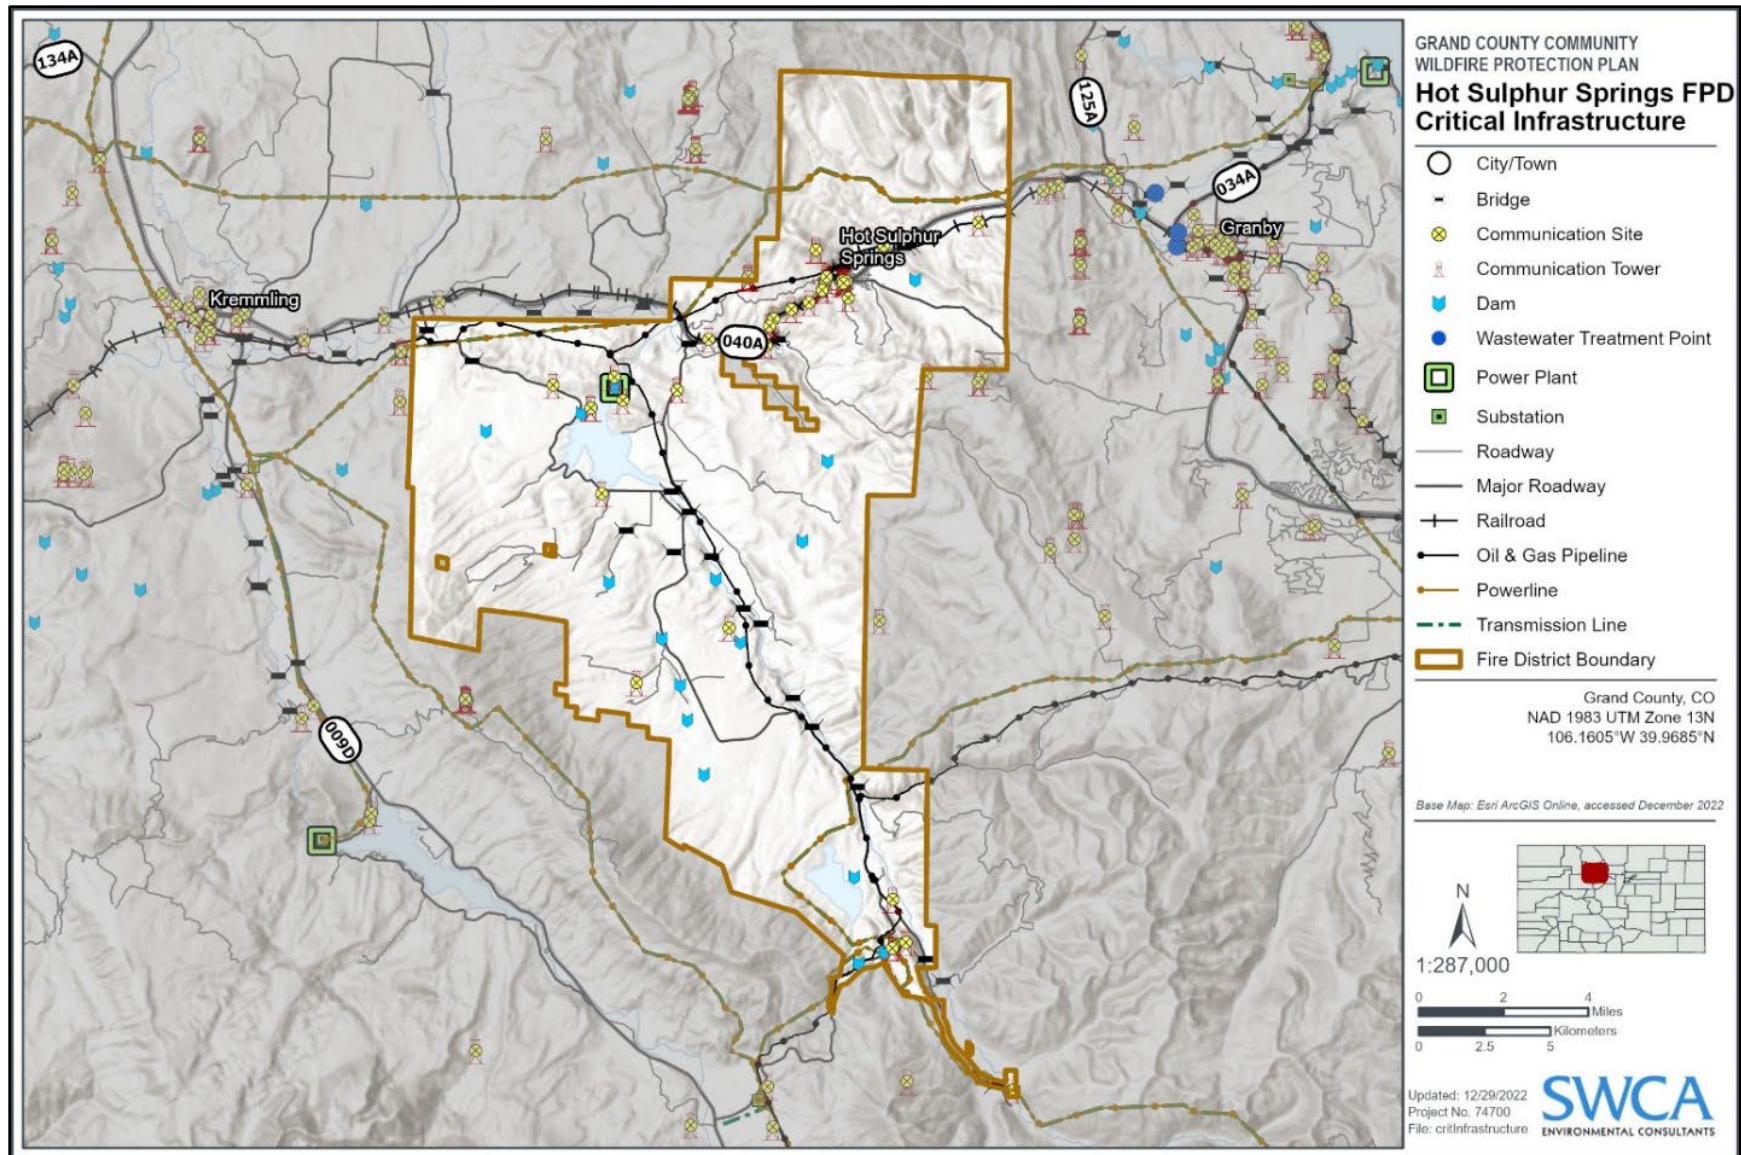 134A
125A
034A
Granby
Hot Sulphur
Springs
Kremmling
040A
009D
GRAND COUNTY COMMUNITY
WILDFIRE PROTECTION PLAN
Hot Sulphur Springs FPD
Critical Infrastructure
City/Town
Bridge
Communication Site
Communication Tower
Dam
Wastewater Treatment Point
Power Plant
Substation
Roadway
Major Roadway
Railroad
Oil & Gas Pipeline
Powerline
Transmission Line
Fire District Boundary
Grand County, CO
NAD 1983 UTM Zone 13N
106.1605°W 39.9685°N
Base Map: Esri ArcGIS Online, accessed December 2022
N
1:287,000
0 2 4
Miles
Kilometers
0 2.5 5
Updated: 12/29/2022
Project No. 74700
File: critInfrastructure
SWCA
ENVIRONMENTAL CONSULTANTS